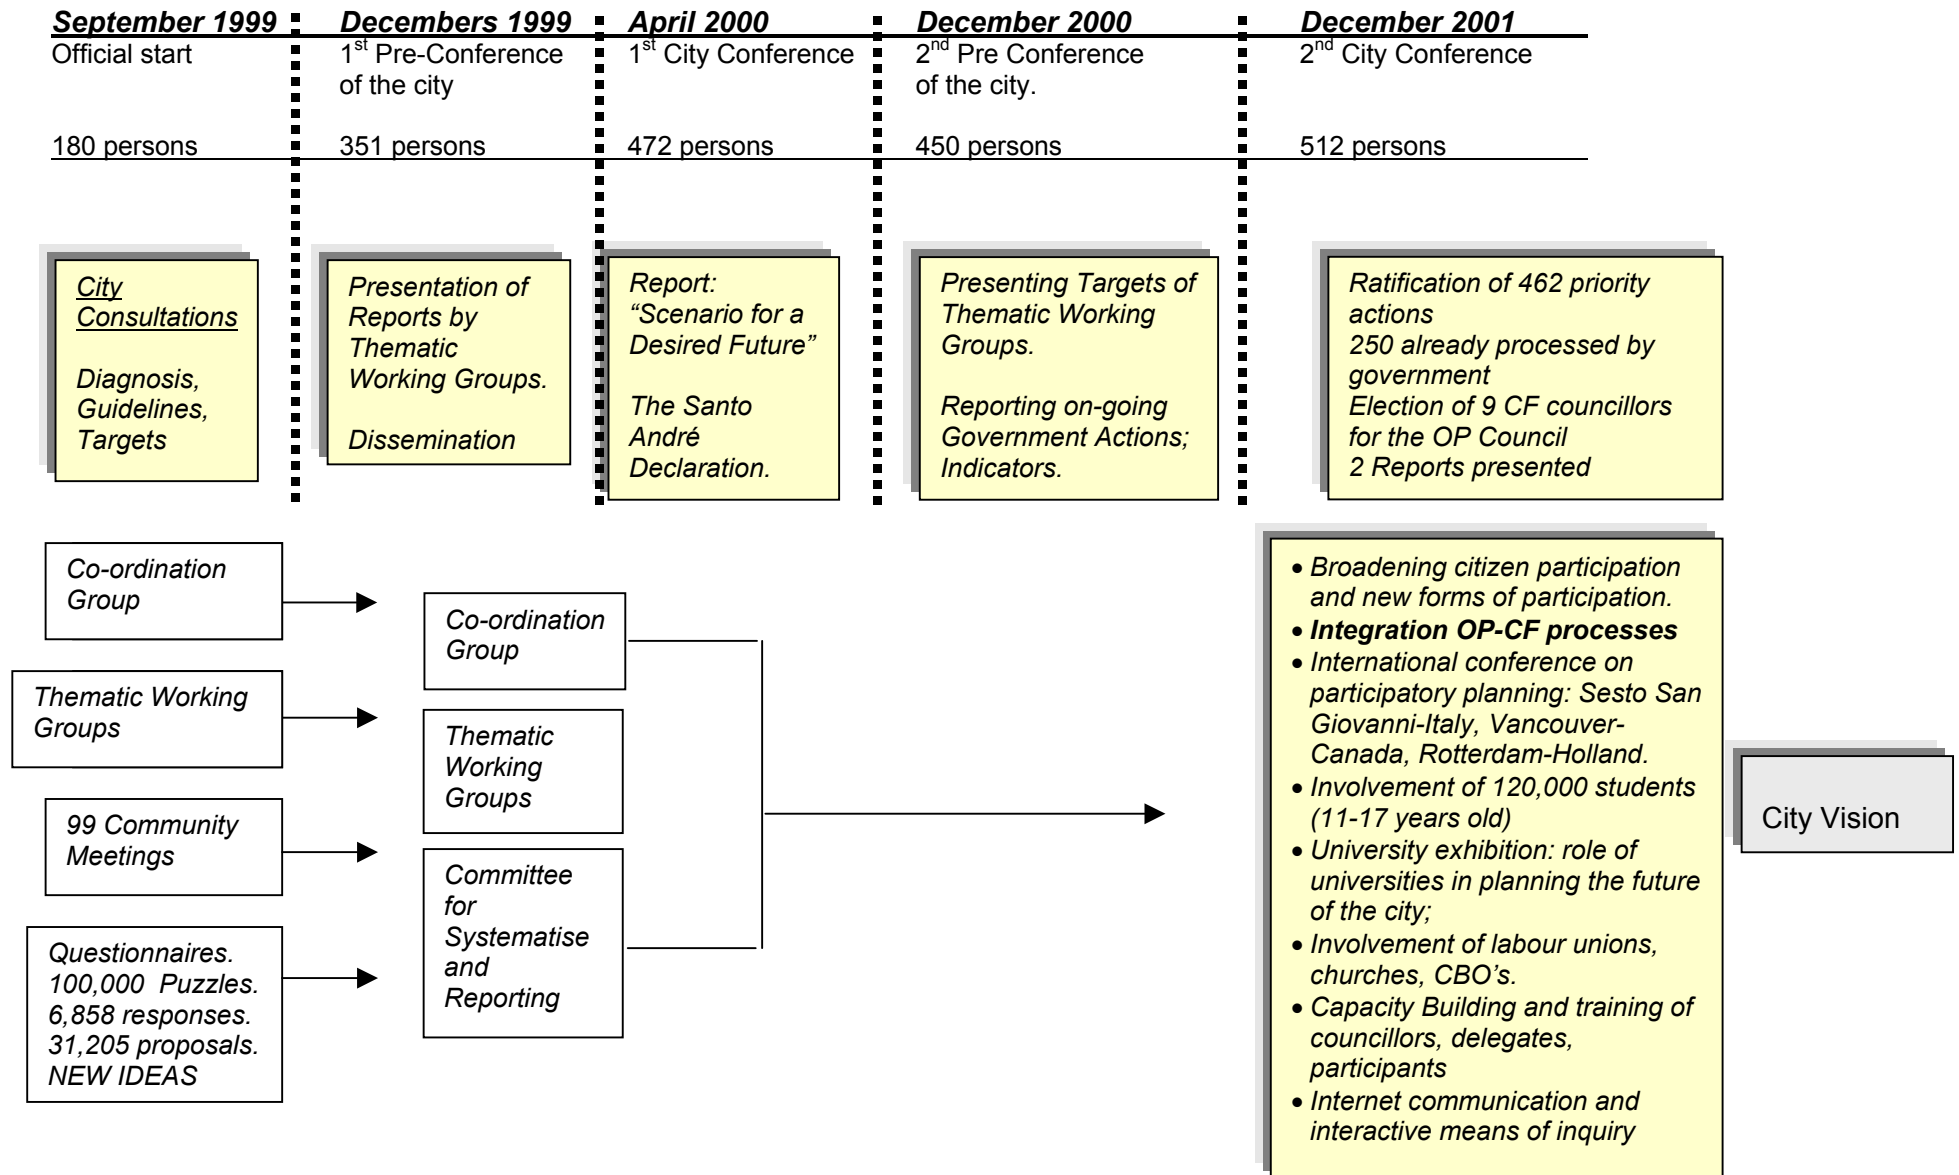 September 1999
Official start
180 persons
Decembers 1999
1st Pre-Conference
of the city
351 persons
April 2000
1st City Conference
472 persons
December 2000
2nd Pre Conference
of the city.
450 persons
December 2001
2nd City Conference
512 persons
City
Consultations
Diagnosis,
Guidelines,
Targets
Presentation of
Reports by
Thematic
Working Groups.
Dissemination
Report:
“Scenario for a
Desired Future”
The Santo
André
Declaration.
Presenting Targets of
Thematic Working
Groups.
Reporting on-going
Government Actions;
Indicators.
Ratification of 462 priority
actions
250 already processed by
government
Election of 9 CF councillors
for the OP Council
2 Reports presented
Co-ordination
Group
Thematic Working
Groups
99 Community
Meetings
Questionnaires.
100,000 Puzzles.
6,858 responses.
31,205 proposals.
NEW IDEAS
Co-ordination
Group
Thematic
Working
Groups
Committee
for
Systematise
and
Reporting
• Broadening citizen participation
and new forms of participation.
• Integration OP-CF processes
• International conference on
participatory planning: Sesto San
Giovanni-Italy, Vancouver-
Canada, Rotterdam-Holland.
• Involvement of 120,000 students
(11-17 years old)
• University exhibition: role of
universities in planning the future
of the city;
• Involvement of labour unions,
churches, CBO's.
• Capacity Building and training of
councillors, delegates,
participants
• Internet communication and
interactive means of inquiry
City Vision